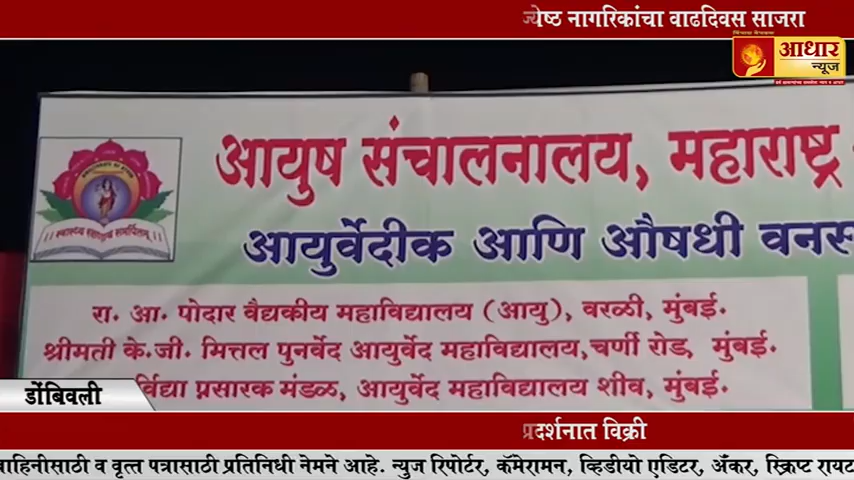 ज्येष्ठ नागरिकांचा वाढदिवस साजरा
आधार
न्यूज
आयुष संचालनालय, महाराष्ट्र
आयुर्वेदीक आणि औषधी वनस
रा. आ. पोदार वैद्यकीय महाविद्यालय (आयु), वरळी, मुंबई.
श्रीमती के.जी. मित्तल पुनर्वेद आयुर्वेद महाविद्यालय,चर्णी रोड, मुंबई.
प्रसारक मंडळ, आयुर्वेद महाविद्यालय शीव, मुंबई.
डोंबिवली
प्रदर्शनात विक्री
वाहिनीसाठी व वृत्त पत्रासाठी प्रतिनिधी नेमने आहे. न्युज रिपोर्टर, कॅमेरामन, व्हिडीयो एडिटर, अँकर, स्क्रिप्ट रायट